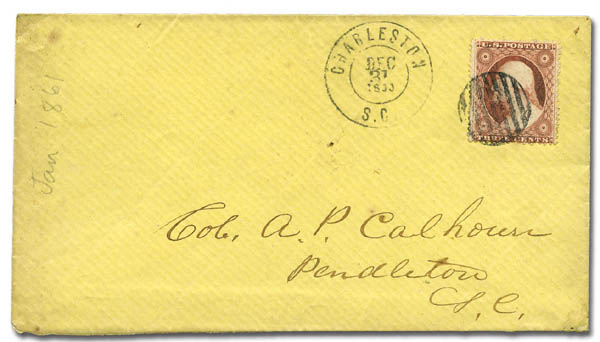 CHARLESTON
DEC
31
S.C
U.S. POSTAGE
THREE CENTS
Jan 1861
Col. A. P. Calhoun
Pendleton
S. C.